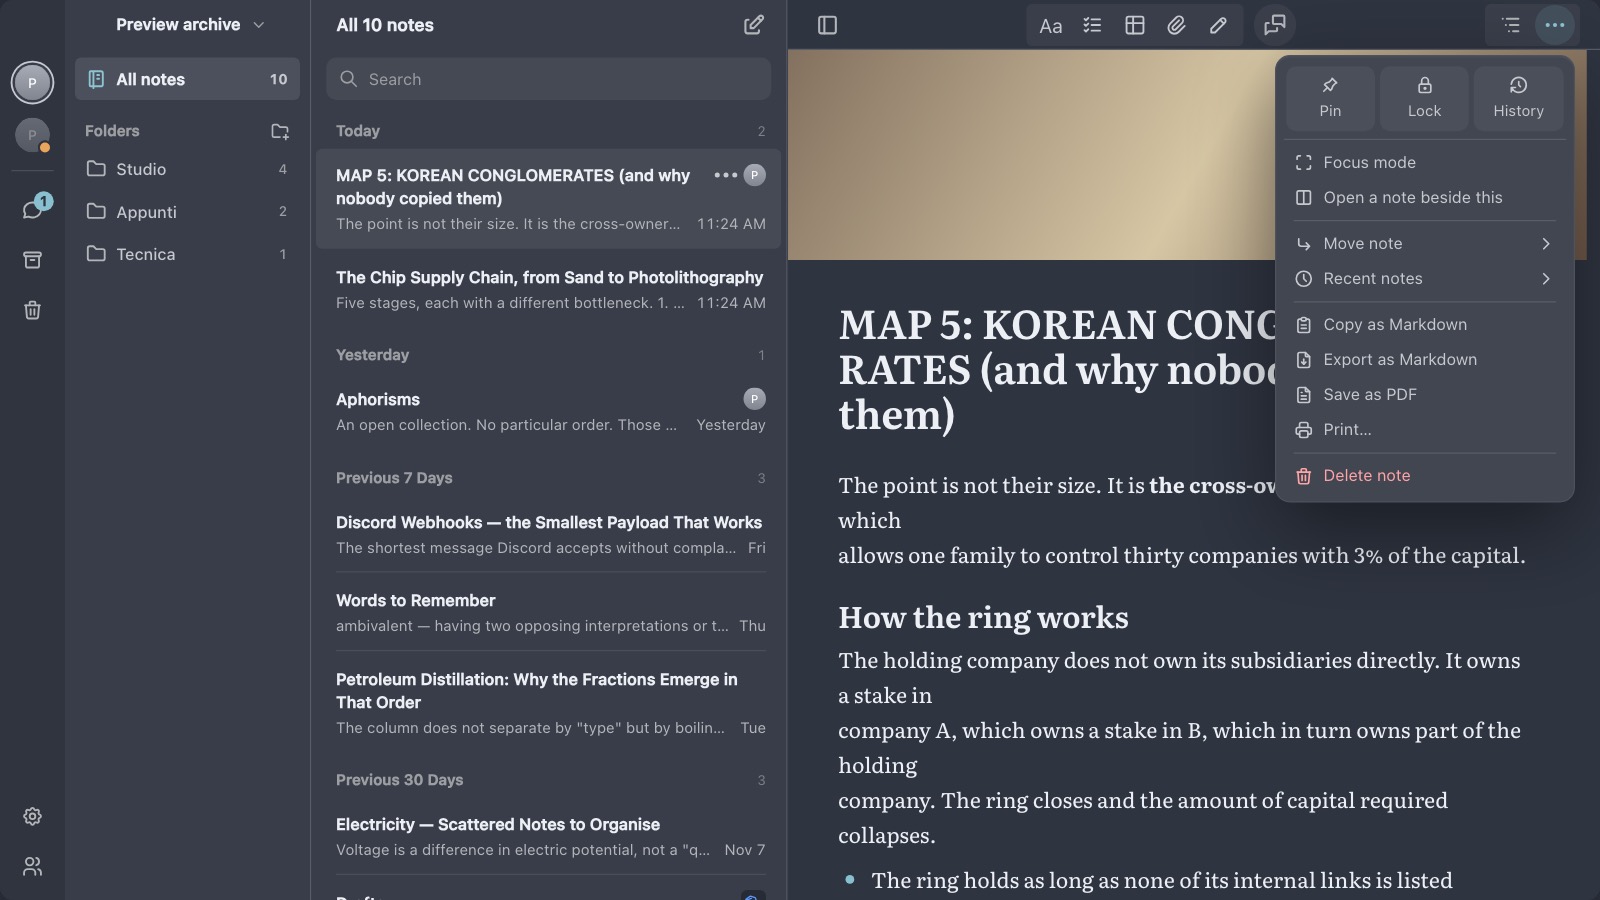 Preview archive
P
P
1
All notes 10
Folders
Studio 4
Appunti 2
Tecnica 1
All 10 notes
Search
Today 2
MAP 5: KOREAN CONGLOMERATES (and why
nobody copied them)
P
The point is not their size. It is the cross-owner... 11:24 AM
The Chip Supply Chain, from Sand to Photolithography
Five stages, each with a different bottleneck. 1. ... 11:24 AM
Yesterday 1
Aphorisms
P
An open collection. No particular order. Those ... Yesterday
Previous 7 Days 3
Discord Webhooks — the Smallest Payload That Works
The shortest message Discord accepts without compla... Fri
Words to Remember
ambivalent — having two opposing interpretations or t... Thu
Petroleum Distillation: Why the Fractions Emerge in
That Order
The column does not separate by "type" but by boilin... Tue
Previous 30 Days 3
Electricity — Scattered Notes to Organise
Voltage is a difference in electric potential, not a "q... Nov 7
Aa
Pin
Lock
History
Focus mode
Open a note beside this
Move note
Recent notes
Copy as Markdown
Export as Markdown
Save as PDF
Print...
Delete note
MAP 5: KOREAN CONG
RATES (and why nobod
them)
The point is not their size. It is the cross-ow
which
allows one family to control thirty companies with 3% of the capital.
How the ring works
The holding company does not own its subsidiaries directly. It owns
a stake in
company A, which owns a stake in B, which in turn owns part of the
holding
company. The ring closes and the amount of capital required
collapses.
The ring holds as long as none of its internal links is listed